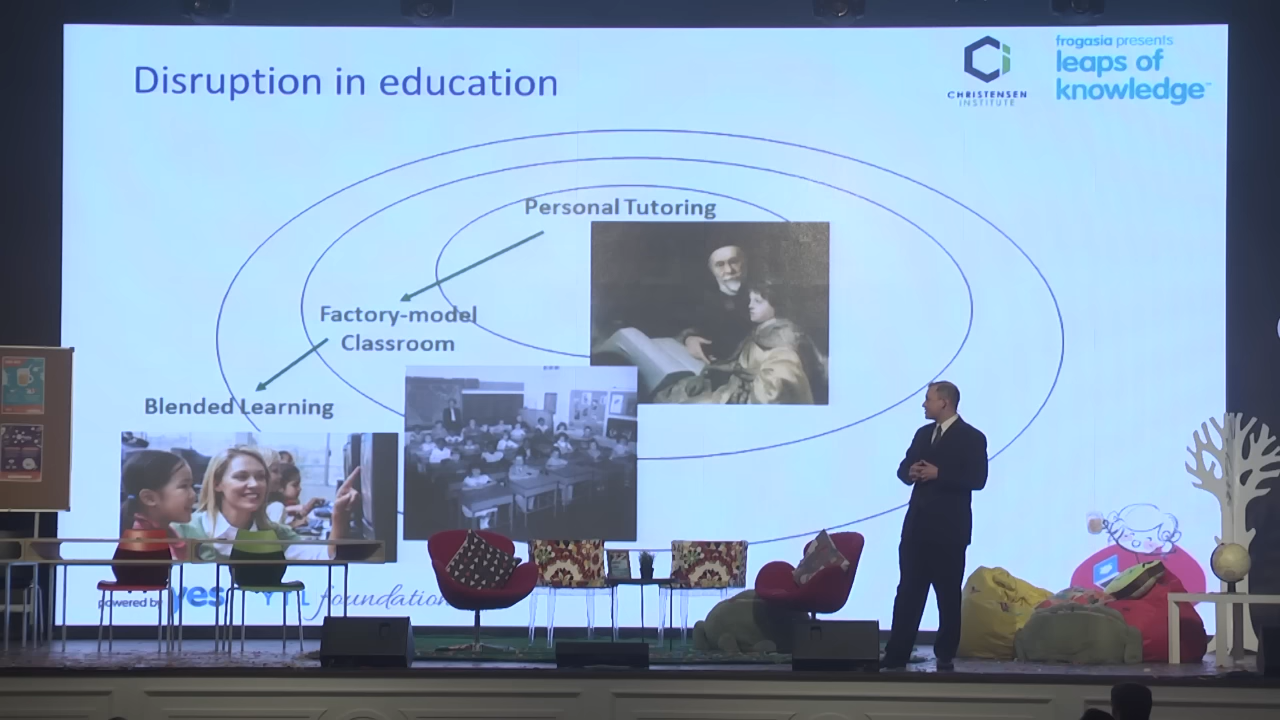 Disruption in education
CHRISTENSEN
INSTITUTE
frogasia presents
leaps of
knowledge
Personal Tutoring
Factory-model
Classroom
Blended Learning
powered by yes YTL foundation